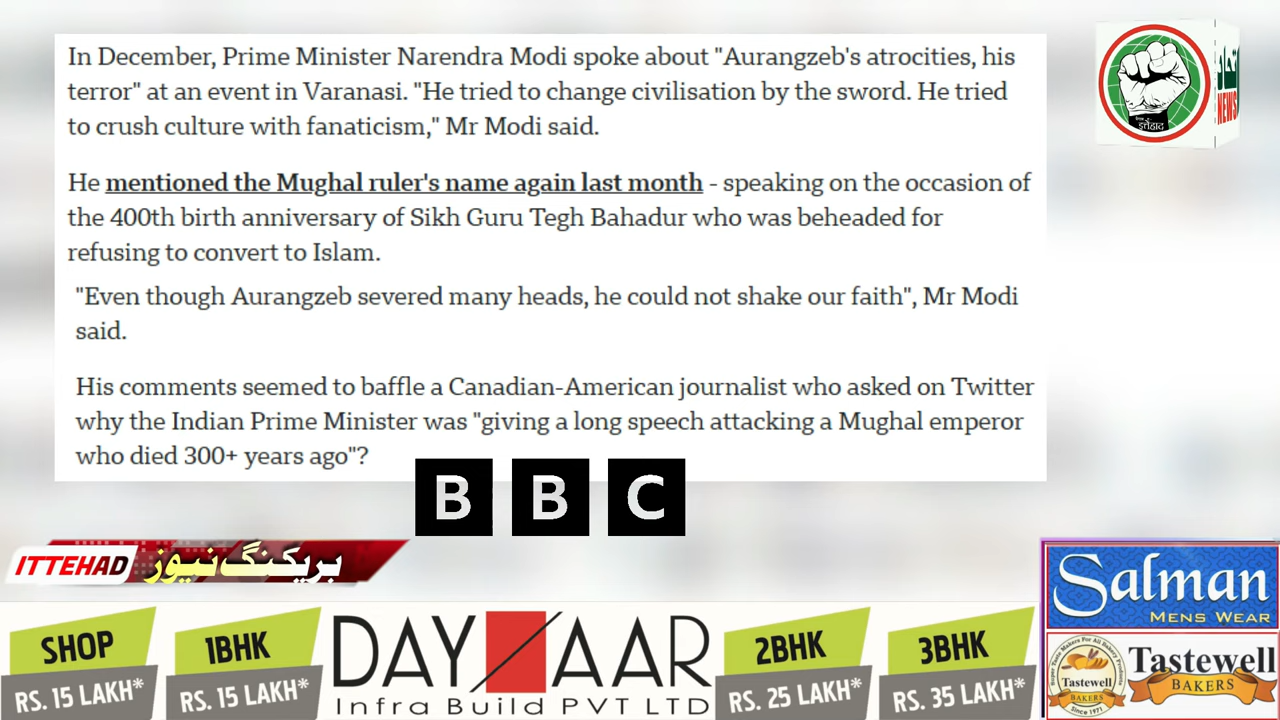 In December, Prime Minister Narendra Modi spoke about "Aurangzeb's atrocities, his
terror" at an event in Varanasi. "He tried to change civilisation by the sword. He tried
to crush culture with fanaticism," Mr Modi said.
He mentioned the Mughal ruler's name again last month - speaking on the occasion of
the 400th birth anniversary of Sikh Guru Tegh Bahadur who was beheaded for
refusing to convert to Islam.
"Even though Aurangzeb severed many heads, he could not shake our faith", Mr Modi
said.
His comments seemed to baffle a Canadian-American journalist who asked on Twitter
why the Indian Prime Minister was "giving a long speech attacking a Mughal emperor
who died 300+ years ago"?
BBC
इत्तेहाद
اتحاد
NEWS
ITTEHAD بریکنگ نیوز
SHOP
RS. 15 LAKH*
1BHK
RS. 15 LAKH*
DAYZAAR
Infra Build PVT LTD
2BHK
RS. 25 LAKH*
3BHK
RS. 35 LAKH*
Salman
MENS WEAR
Tastewell
BAKERS
Since 1971
Tastewell
BAKERS